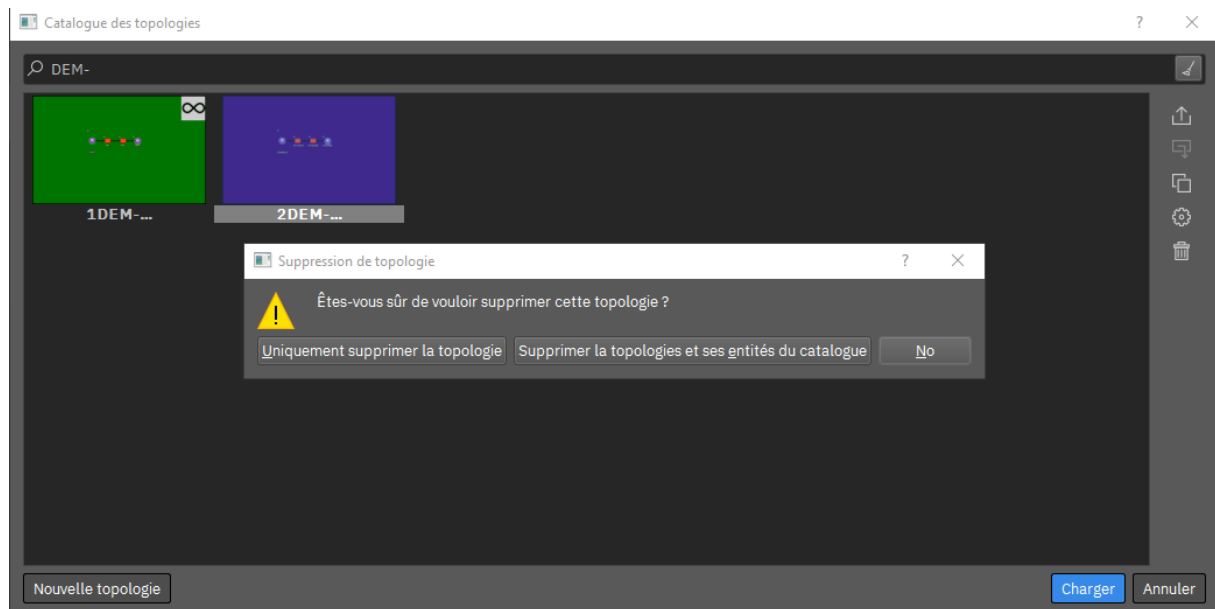 Catalogue des topologies
DEM-
1DEM-...
2DEM-...
Suppression de topologie
Êtes-vous sûr de vouloir supprimer cette topologie ?
Uniquement supprimer la topologie
Supprimer la topologies et ses entités du catalogue
No
Nouvelle topologie
Charger
Annuler